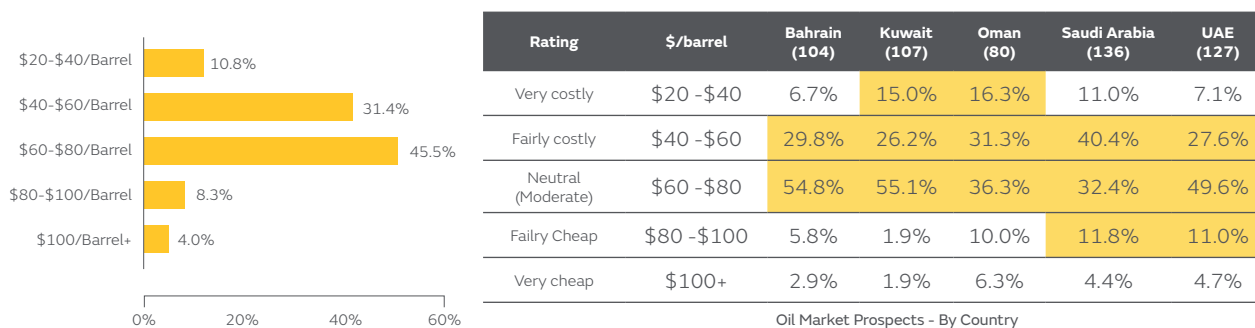 $20-$40/Barrel
10.8%
$40-$60/Barrel
31.4%
$60-$80/Barrel
45.5%
$80-$100/Barrel
8.3%
$100/Barrel+
4.0%
0%
20%
40%
60%
Rating $/barrel Bahrain (104) Kuwait (107) Oman (80) Saudi Arabia (136) UAE (127)
Very costly $20 -$40 6.7% 15.0% 16.3% 11.0% 7.1%
Fairly costly $40 -$60 29.8% 26.2% 31.3% 40.4% 27.6%
Neutral (Moderate) $60 -$80 54.8% 55.1% 36.3% 32.4% 49.6%
Failry Cheap $80 -$100 5.8% 1.9% 10.0% 11.8% 11.0%
Very cheap $100+ 2.9% 1.9% 6.3% 4.4% 4.7%
Oil Market Prospects - By Country